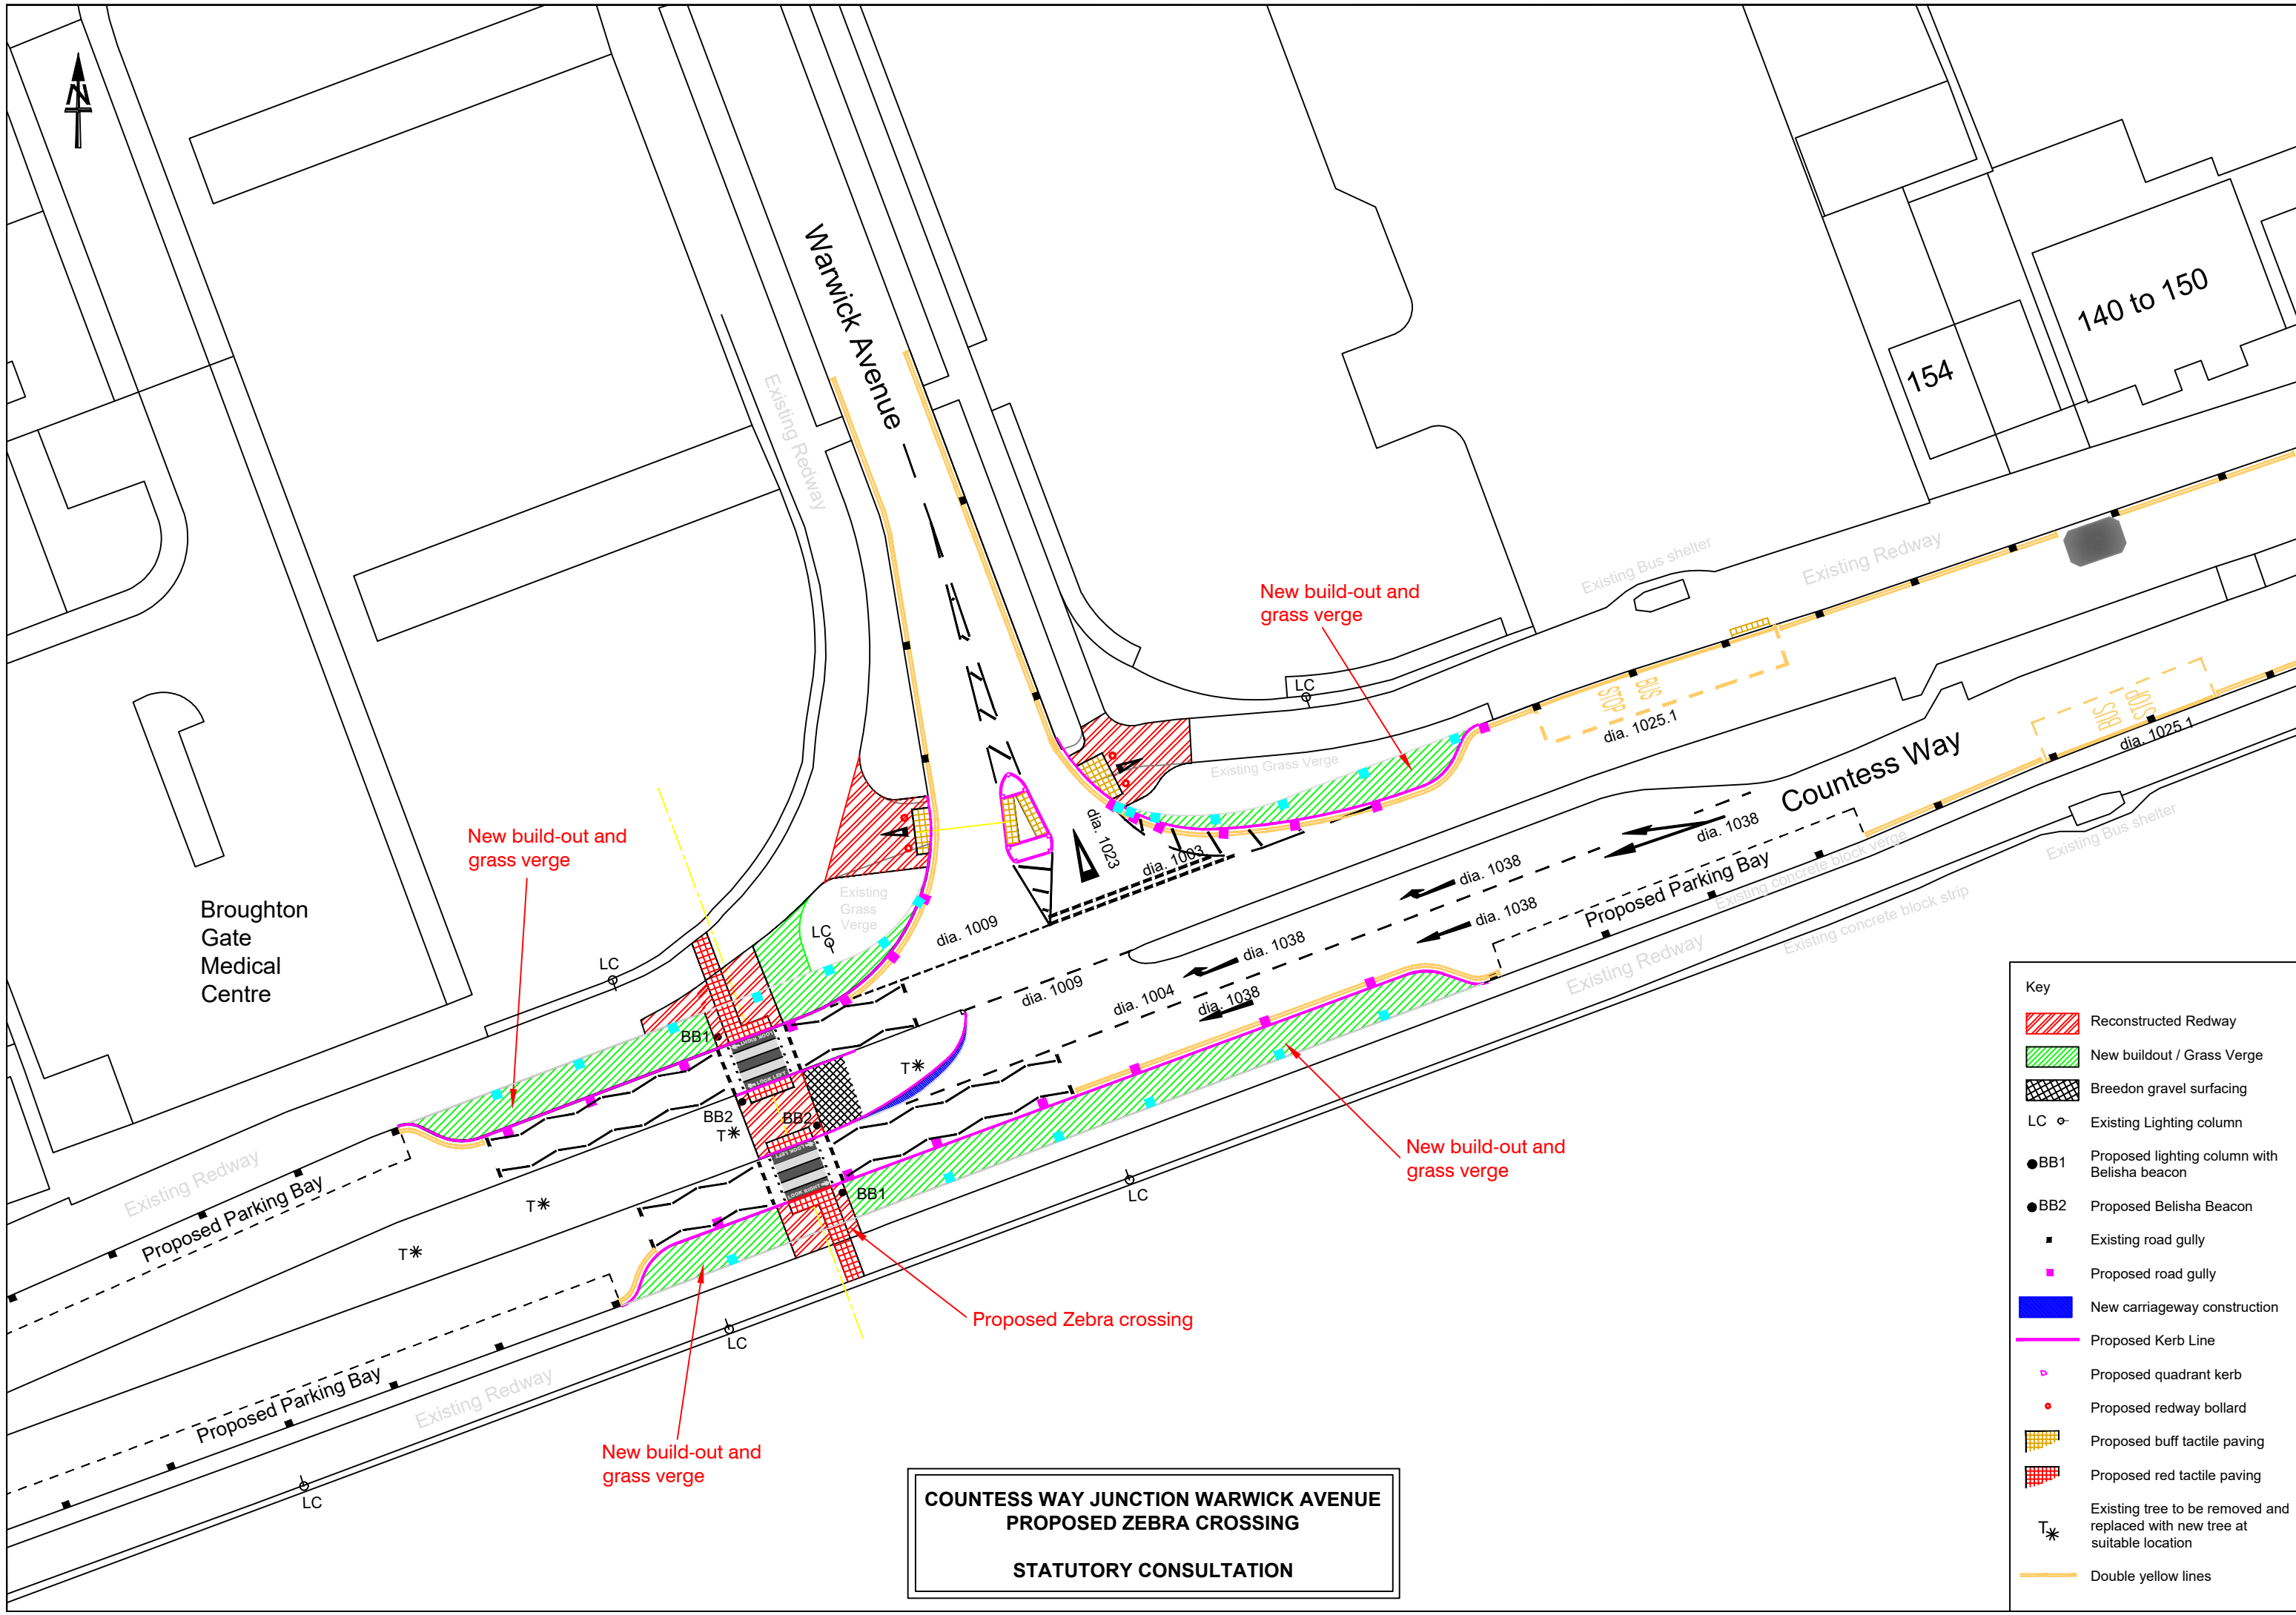 N
Warwick Avenue
Existing Redway
140 to 150
154
Existing Bus shelter
Existing Redway
New build-out and
grass verge
LC
BUS
STOP
dia. 1025.1
BUS
STOP
dia. 1025.1
Countess Way
Existing Grass Verge
dia. 1023
dia. 1003
dia. 1038
dia. 1038
dia. 1038
dia. 1038
dia. 1038
Proposed Parking Bay
Existing concrete block verge
Existing Bus shelter
Existing concrete block strip
Existing Redway
New build-out and
grass verge
Existing
Grass
Verge
LC
dia. 1009
dia. 1009
dia. 1004
Broughton
Gate
Medical
Centre
LC
BB1
LOOK RIGHT
LOOK LEFT
BB2
T
BB2
T
LOOK LEFT
LOOK RIGHT
BB1
T
T
New build-out and
grass verge
LC
Existing Redway
Proposed Parking Bay
Proposed Zebra crossing
LC
Proposed Parking Bay
Existing Redway
New build-out and
grass verge
LC
COUNTESS WAY JUNCTION WARWICK AVENUE
PROPOSED ZEBRA CROSSING
STATUTORY CONSULTATION
Key
Reconstructed Redway
New buildout / Grass Verge
Breedon gravel surfacing
LC Existing Lighting column
BB1 Proposed lighting column with
Belisha beacon
BB2 Proposed Belisha Beacon
Existing road gully
Proposed road gully
New carriageway construction
Proposed Kerb Line
Proposed quadrant kerb
Proposed redway bollard
Proposed buff tactile paving
Proposed red tactile paving
Existing tree to be removed and
T replaced with new tree at
suitable location
Double yellow lines